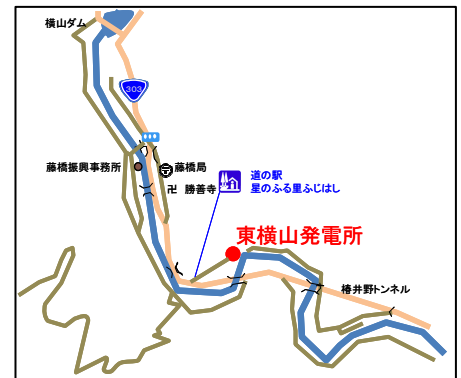 横山ダム
303
藤橋振興事務所
藤橋局
卍 勝善寺
道の駅
星のふる里ふじはし
東横山発電所
椿井野トンネル